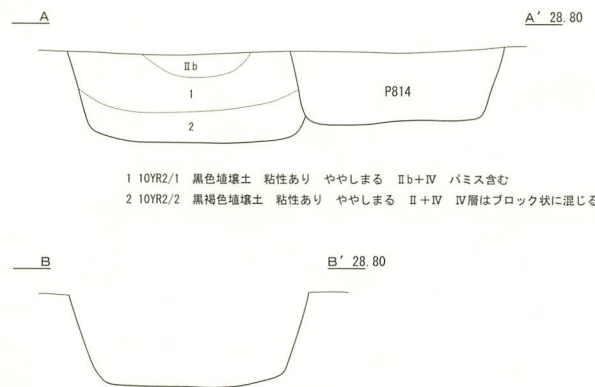 A A′ 28.80
Ⅱb
1
P814
2
1 10YR2/1 黒色埴壌土 粘性あり ややしまる Ⅱb+Ⅳ パミス含む
2 10YR2/2 黒褐色埴壌土 粘性あり ややしまる Ⅱ+Ⅳ Ⅳ層はブロック状に混じる
B B′ 28.80